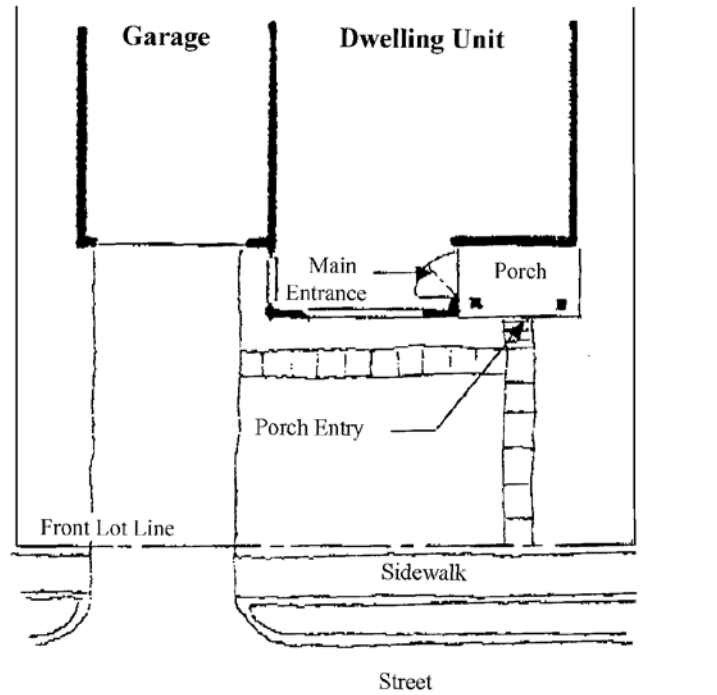 Garage
Dwelling Unit
Main
Entrance
Porch
Porch Entry
Front Lot Line
Sidewalk
Street